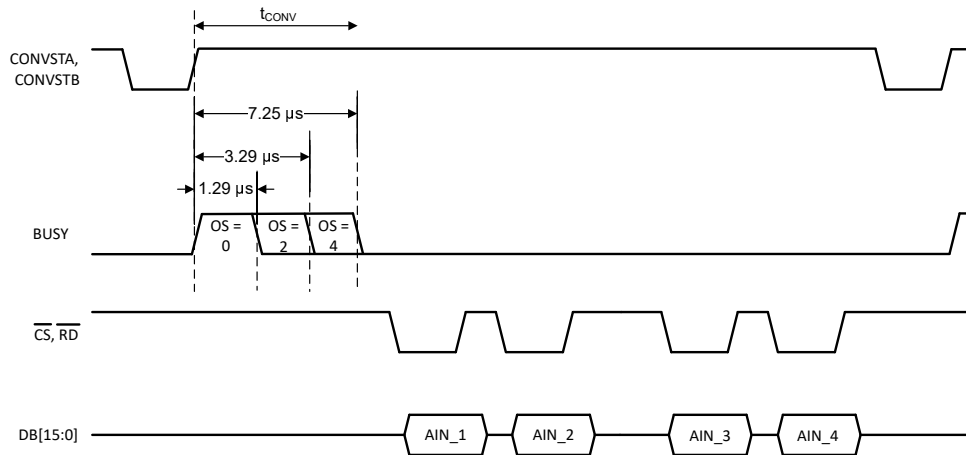 tCONV
CONVSTA,
CONVSTB
7.25 µs
3.29 µs
1.29 µs
BUSY
OS =
0
OS =
2
OS =
4
CS, RD
DB[15:0]
AIN_1
AIN_2
AIN_3
AIN_4